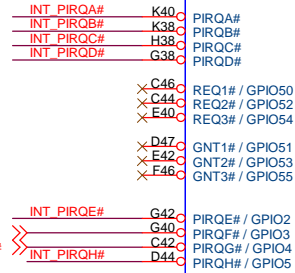 INT_PIRQA# K40 PIRQA#
INT_PIRQB# K38 PIRQB#
INT_PIRQC# H38 PIRQC#
INT_PIRQD# G38 PIRQD#
C46 REQ1# / GPIO50
C44 REQ2# / GPIO52
E40 REQ3# / GPIO54
D47 GNT1# / GPIO51
E42 GNT2# / GPIO53
F46 GNT3# / GPIO55
INT_PIRQE# G42 PIRQE# / GPIO2
G40 PIRQF# / GPIO3
C42 PIRQG# / GPIO4
INT_PIRQH# D44 PIRQH# / GPIO5